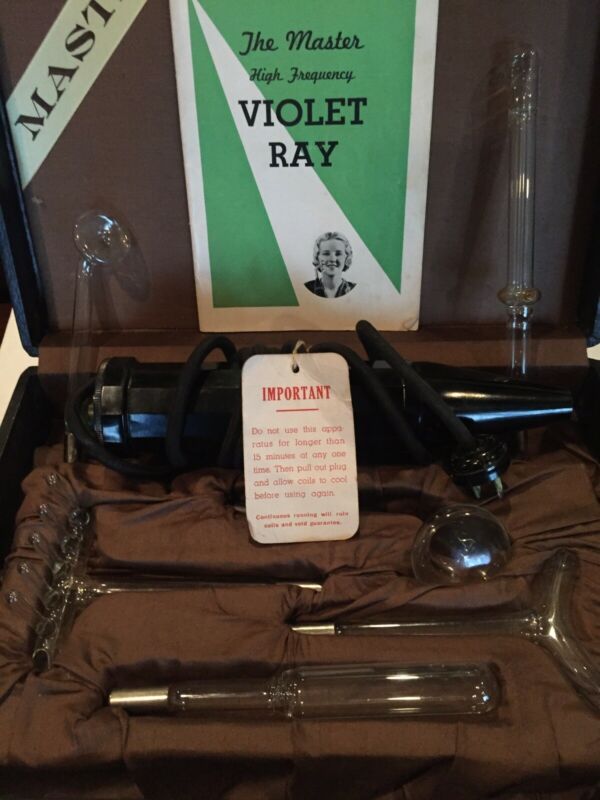 MAST
The Master
High Frequency
VIOLET
RAY
IMPORTANT
Do not use this appa-
ratus for longer than
15 minutes at any one
time. Then pull out plug
and allow coils to cool
before using again.
Continuous running will ruin
coils and void guarantee.